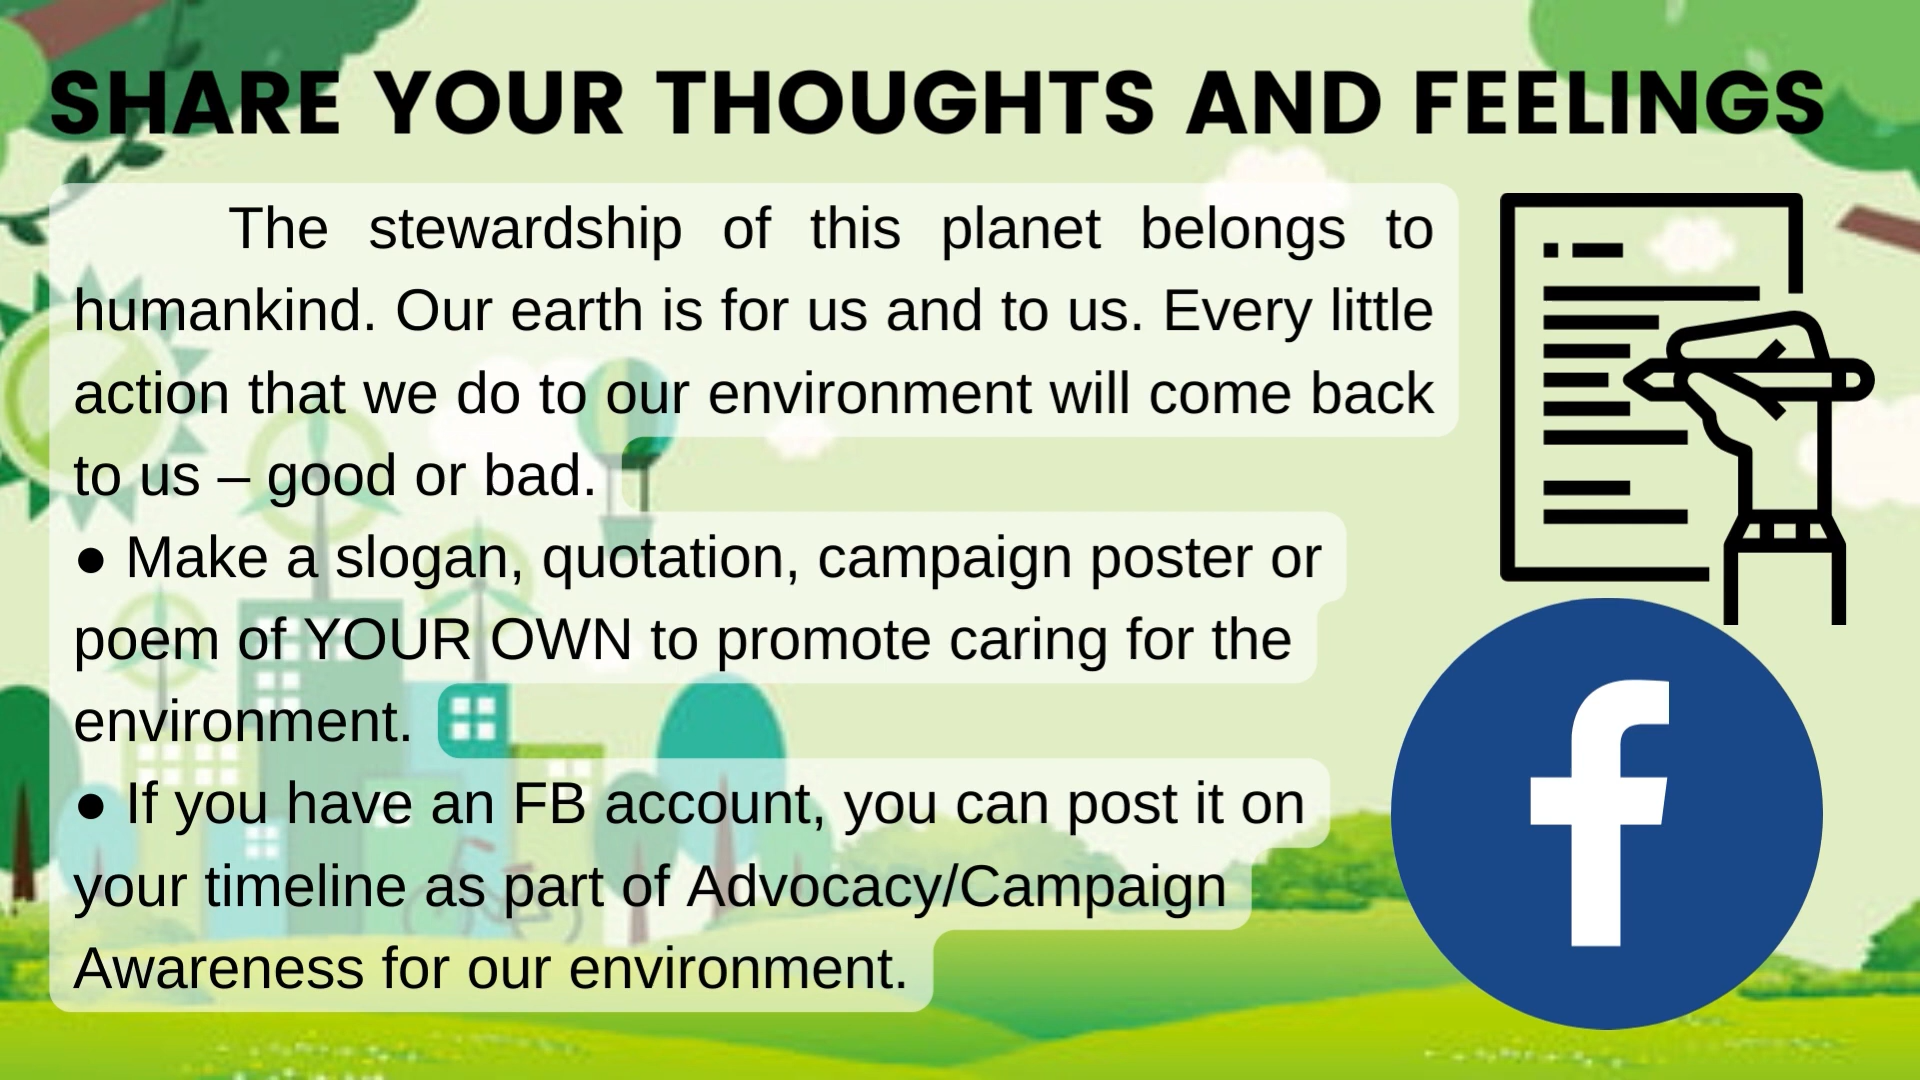 SHARE YOUR THOUGHTS AND FEELINGS
The stewardship of this planet belongs to
humankind. Our earth is for us and to us. Every little
action that we do to our environment will come back
to us – good or bad.
● Make a slogan, quotation, campaign poster or
poem of YOUR OWN to promote caring for the
environment.
● If you have an FB account, you can post it on
your timeline as part of Advocacy/Campaign
Awareness for our environment.
f